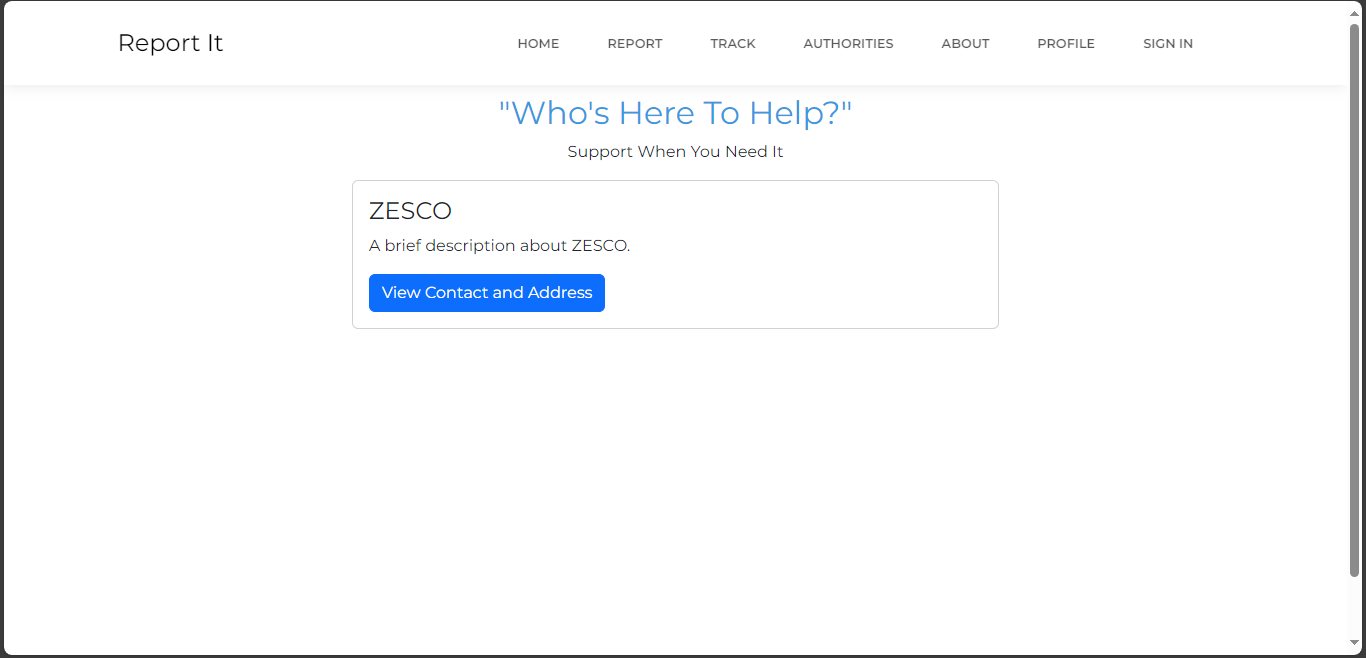 Report It
HOME REPORT TRACK AUTHORITIES ABOUT PROFILE SIGN IN
"Who's Here To Help?"
Support When You Need It
ZESCO
A brief description about ZESCO.
View Contact and Address